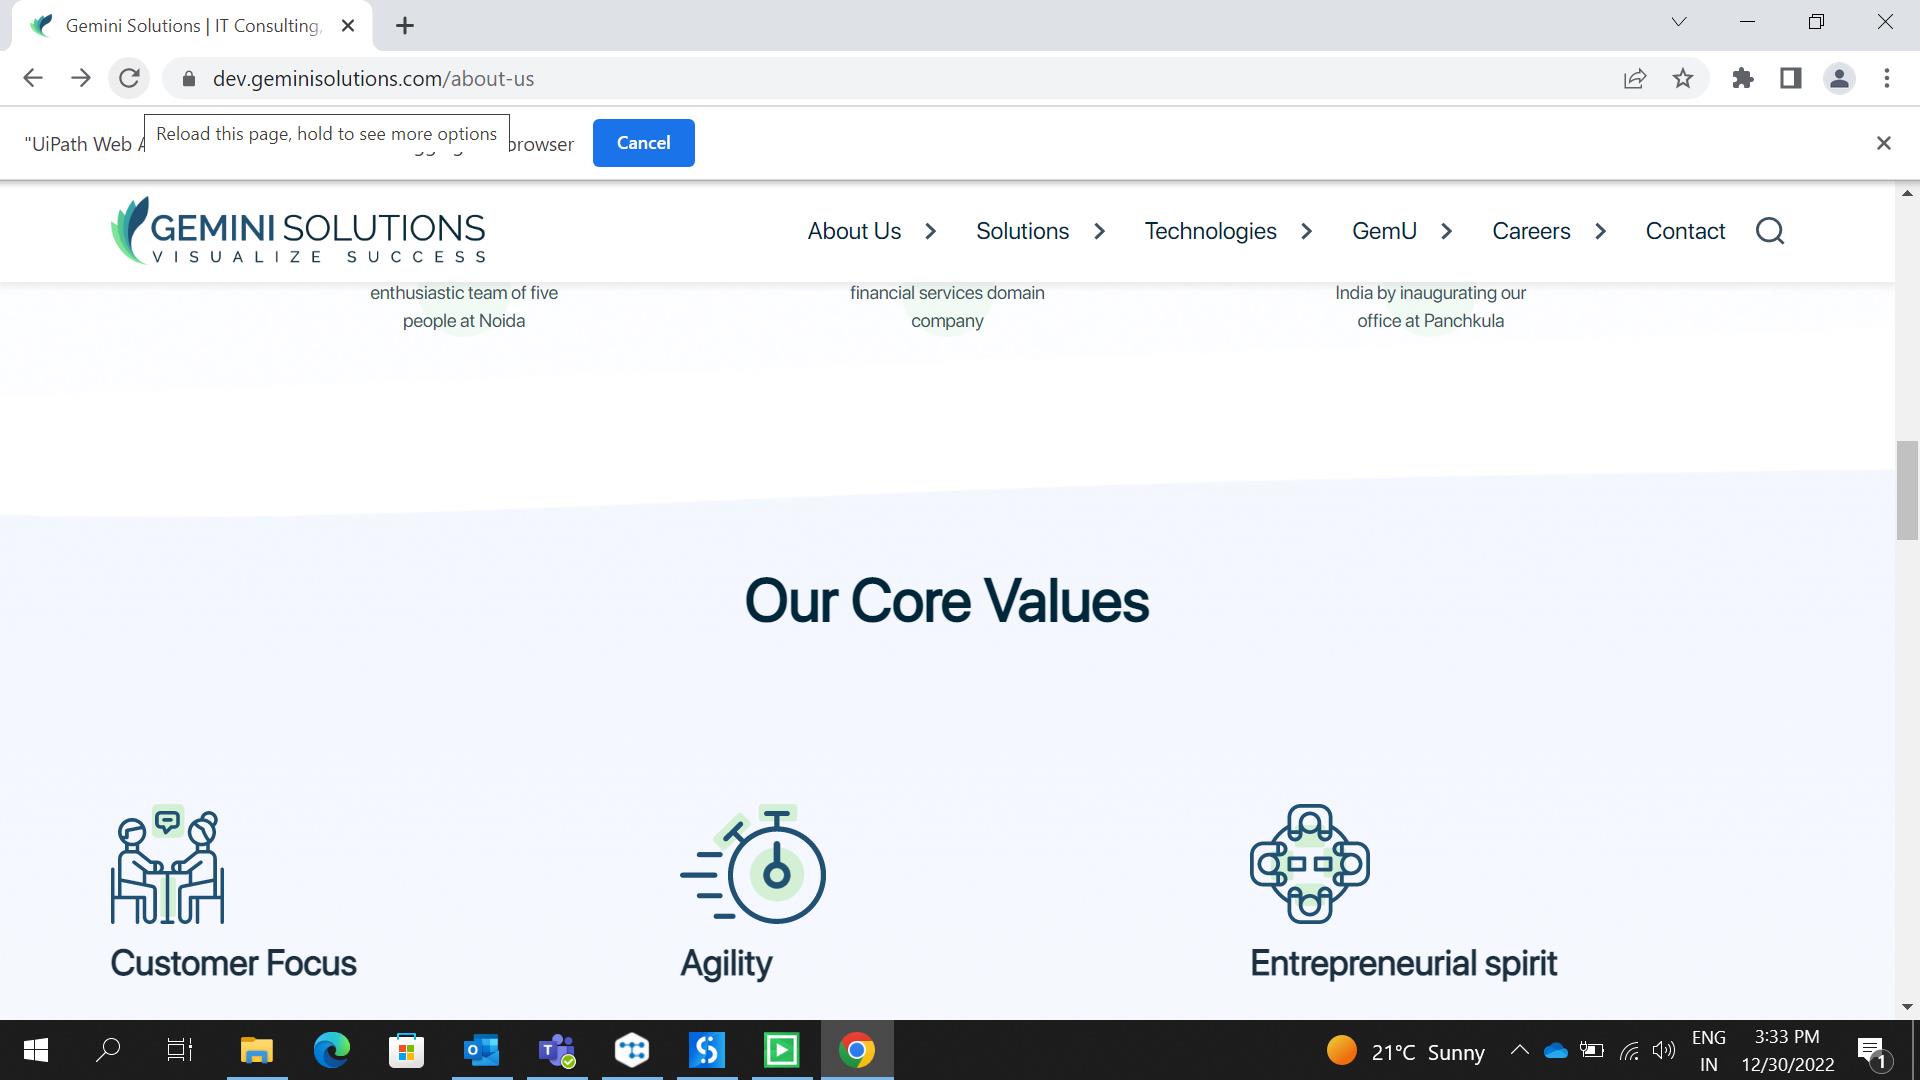 Gemini Solutions | IT Consulting,
dev.geminisolutions.com/about-us
Reload this page, hold to see more options
"UiPath Web browser
Cancel
GEMINI SOLUTIONS
VISUALIZE SUCCESS
About Us
Solutions
Technologies
GemU
Careers
Contact
enthusiastic team of five
people at Noida
financial services domain
company
India by inaugurating our
office at Panchkula
Our Core Values
Customer Focus
Agility
Entrepreneurial spirit
21°C Sunny
ENG
IN
3:33 PM
12/30/2022
1